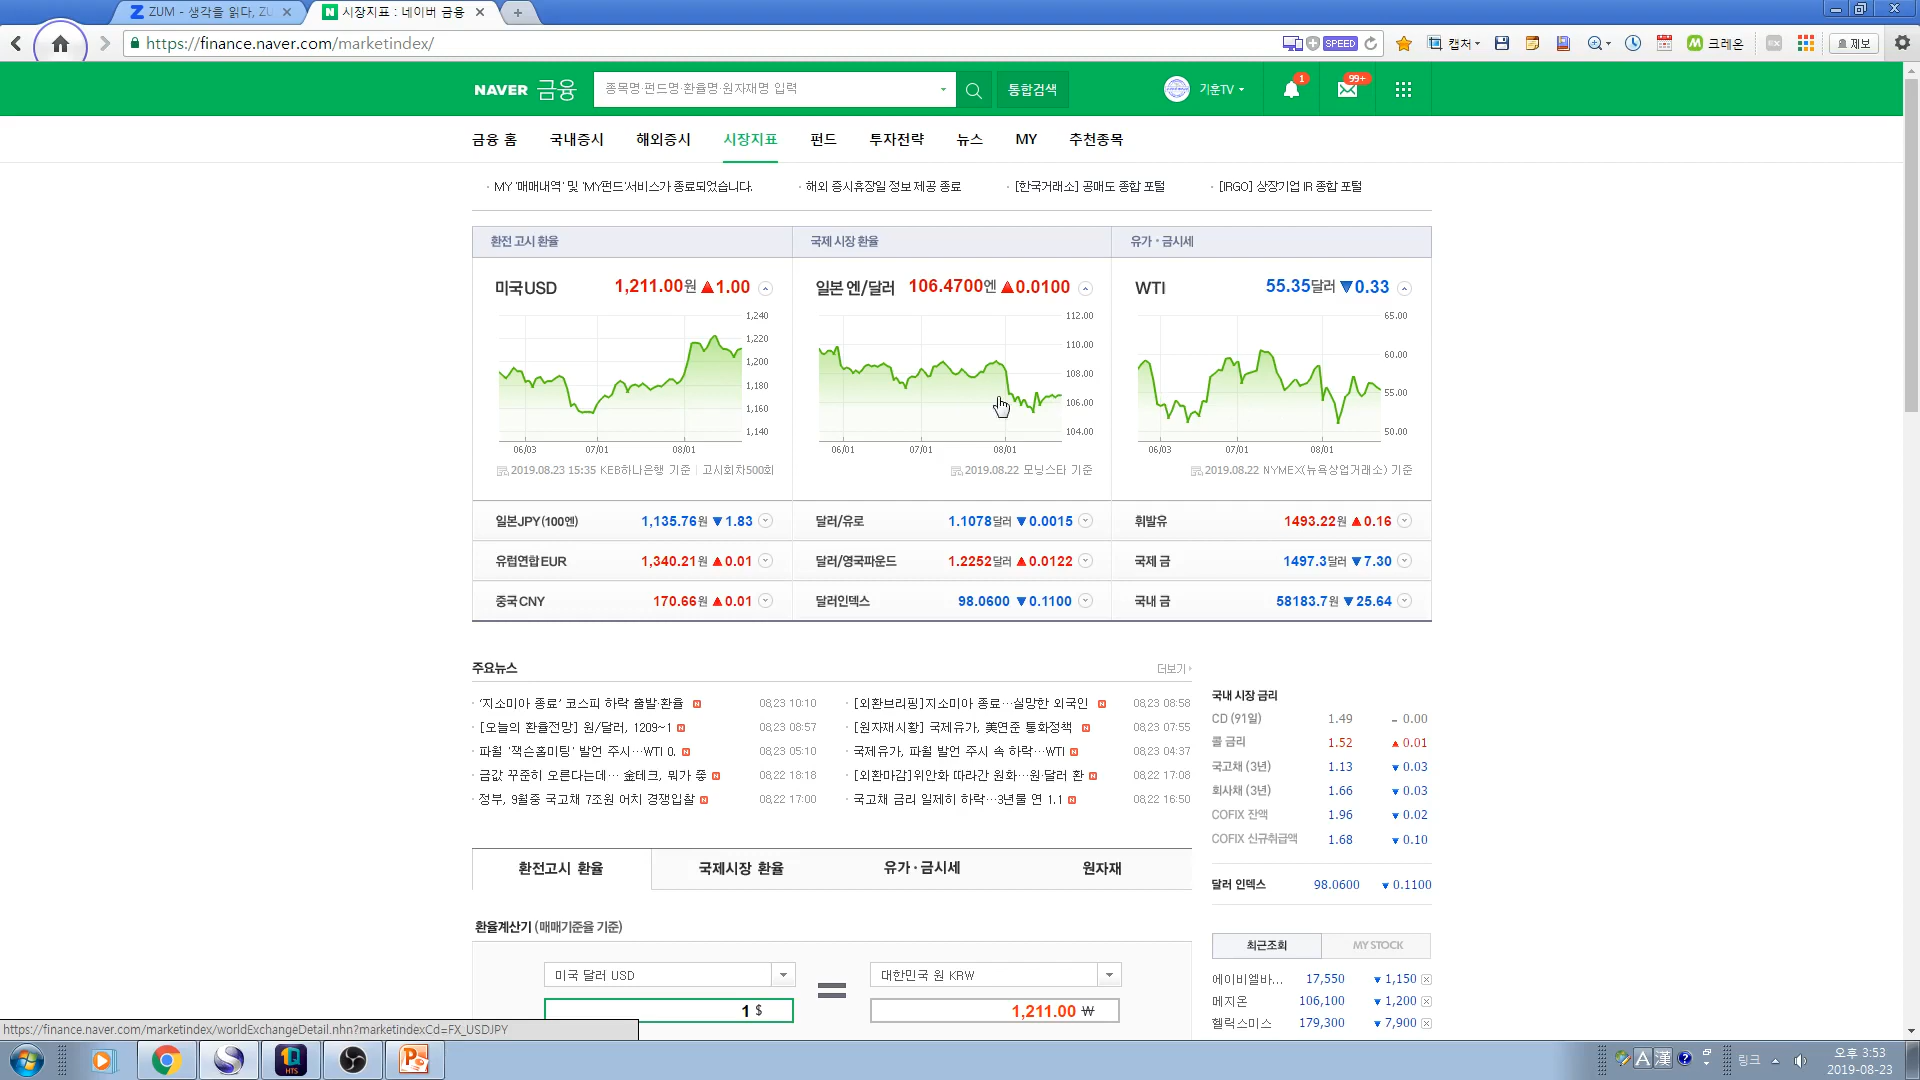 ZUM - 생각을 읽다, ZU
시장지표 : 네이버 금융
https://finance.naver.com/marketindex/
SPEED
캡처
크레온
제보
NAVER 금융
종목명·펀드명·환율명·원자재명 입력
통합검색
기훈TV
1
99+
금융 홈
국내증시
해외증시
시장지표
펀드
투자전략
뉴스
MY
추천종목
MY '매매내역' 및 'MY펀드'서비스가 종료되었습니다.
해외 증시휴장일 정보 제공 종료
[한국거래소] 공매도 종합 포털
[IRGO] 상장기업 IR 종합 포털
환전 고시 환율
국제 시장 환율
유가·금시세
미국USD 1,211.00원 ▲1.00
1,240
1,220
1,200
1,180
1,160
1,140
06/03 07/01 08/01
2019.08.23 15:35 KEB하나은행 기준 | 고시회차500회
일본 엔/달러 106.4700엔 ▲0.0100
112.00
110.00
108.00
106.00
104.00
06/01 07/01 08/01
2019.08.22 모닝스타 기준
WTI 55.35달러 ▼0.33
65.00
60.00
55.00
50.00
06/03 07/01 08/01
2019.08.22 NYMEX(뉴욕상업거래소) 기준
일본JPY(100엔) 1,135.76원 ▼1.83
달러/유로 1.1078달러 ▼0.0015
휘발유 1493.22원 ▲0.16
유럽연합EUR 1,340.21원 ▲0.01
달러/영국파운드 1.2252달러 ▲0.0122
국제 금 1497.3달러 ▼7.30
중국CNY 170.66원 ▲0.01
달러인덱스 98.0600 ▼0.1100
국내 금 58183.7원 ▼25.64
주요뉴스
더보기
'지소미아 종료' 코스피 하락 출발·환율 08.23 10:10
[외환브리핑]지소미아 종료…실망한 외국인 08.23 08:58
[오늘의 환율전망] 원/달러, 1209~1 08.23 08:57
[원자재시황] 국제유가, 美연준 통화정책 08.23 07:55
파월 '잭슨홀미팅' 발언 주시…WTI 0. 08.23 05:10
국제유가, 파월 발언 주시 속 하락…WTI 08.23 04:37
금값 꾸준히 오른다는데… 金테크, 뭐가 좋 08.22 18:18
[외환마감]위안화 따라간 원화…원·달러 환 08.22 17:08
정부, 9월중 국고채 7조원 어치 경쟁입찰 08.22 17:00
국고채 금리 일제히 하락…3년물 연 1.1 08.22 16:50
국내 시장 금리
CD (91일) 1.49 - 0.00
콜 금리 1.52 ▲ 0.01
국고채 (3년) 1.13 ▼ 0.03
회사채 (3년) 1.66 ▼ 0.03
COFIX 잔액 1.96 ▼ 0.02
COFIX 신규취급액 1.68 ▼ 0.10
달러 인덱스 98.0600 ▼ 0.1100
환전고시 환율
국제시장 환율
유가·금시세
원자재
환율계산기 (매매기준율 기준)
미국 달러 USD
대한민국 원 KRW
1 $
=
1,211.00 ₩
최근조회
MY STOCK
에이비엘바... 17,550 ▼ 1,150
메지온 106,100 ▼ 1,200
헬릭스미스 179,300 ▼ 7,900
https://finance.naver.com/marketindex/worldExchangeDetail.nhn?marketindexCd=FX_USDJPY
1Q
HTS
A
漢
링크
오후 3:53
2019-08-23